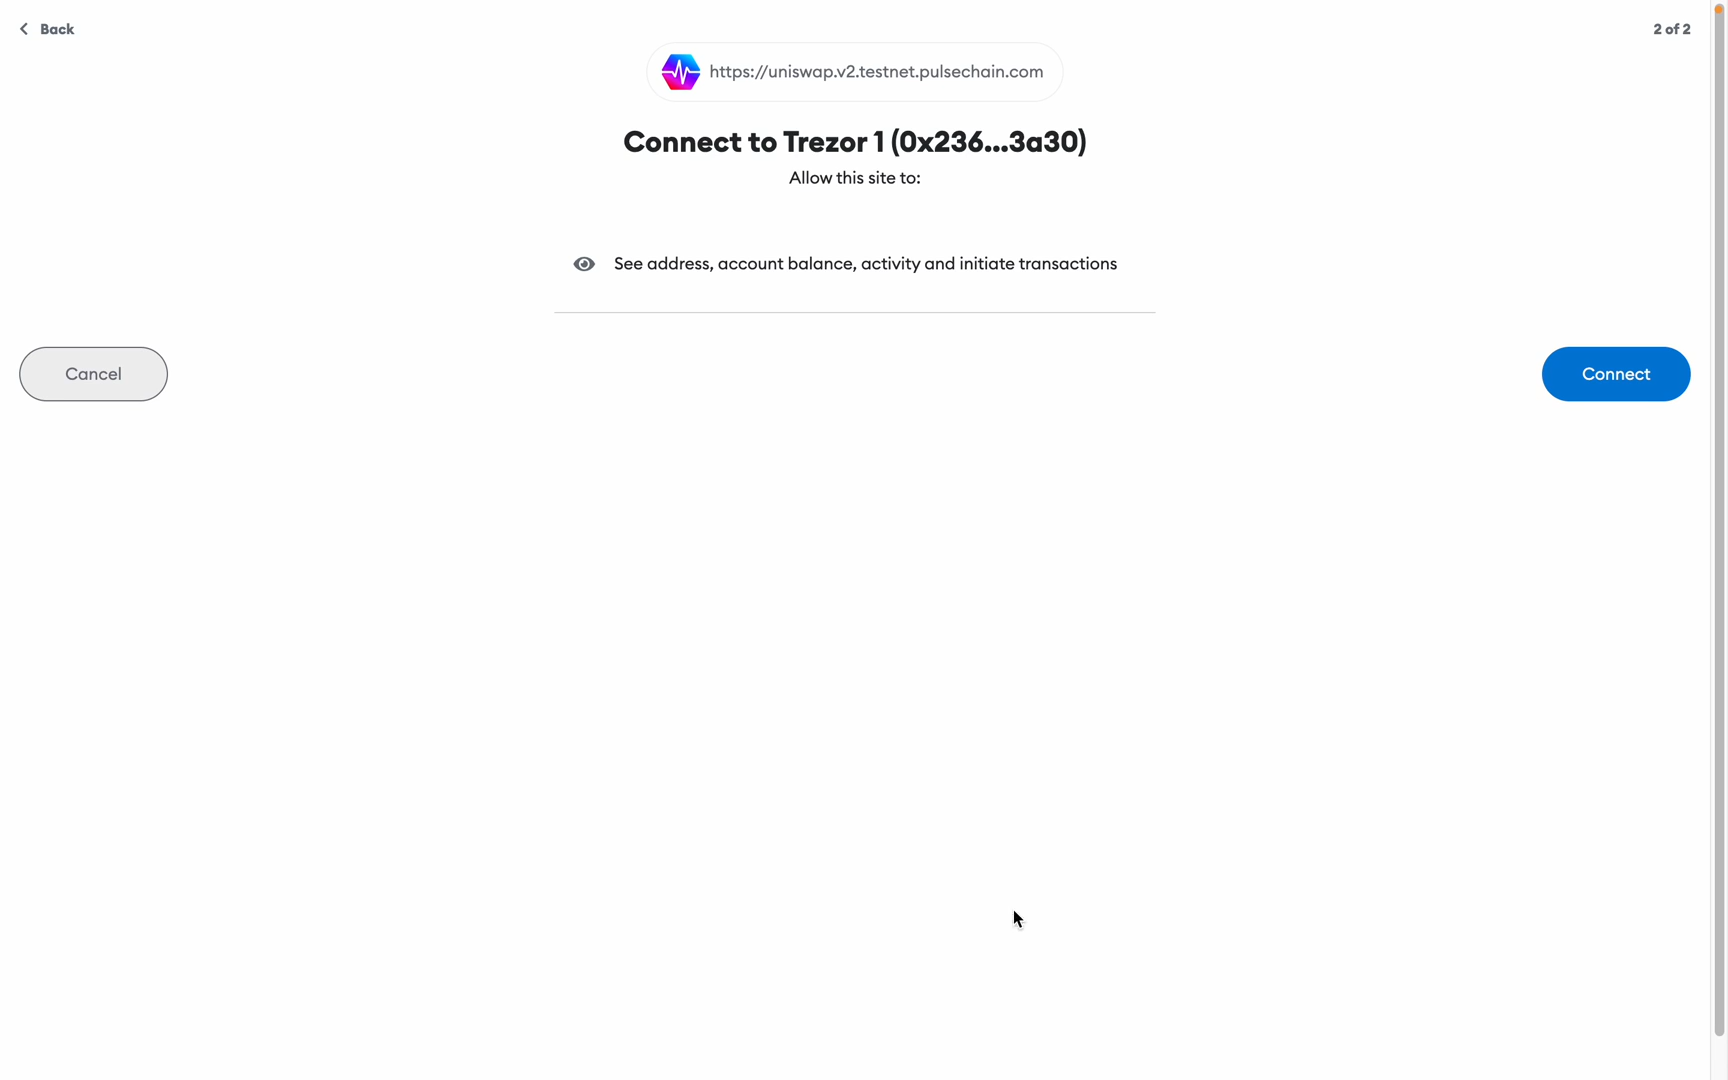 Back
2 of 2
https://uniswap.v2.testnet.pulsechain.com
Connect to Trezor 1 (0x236...3a30)
Allow this site to:
See address, account balance, activity and initiate transactions
Cancel
Connect